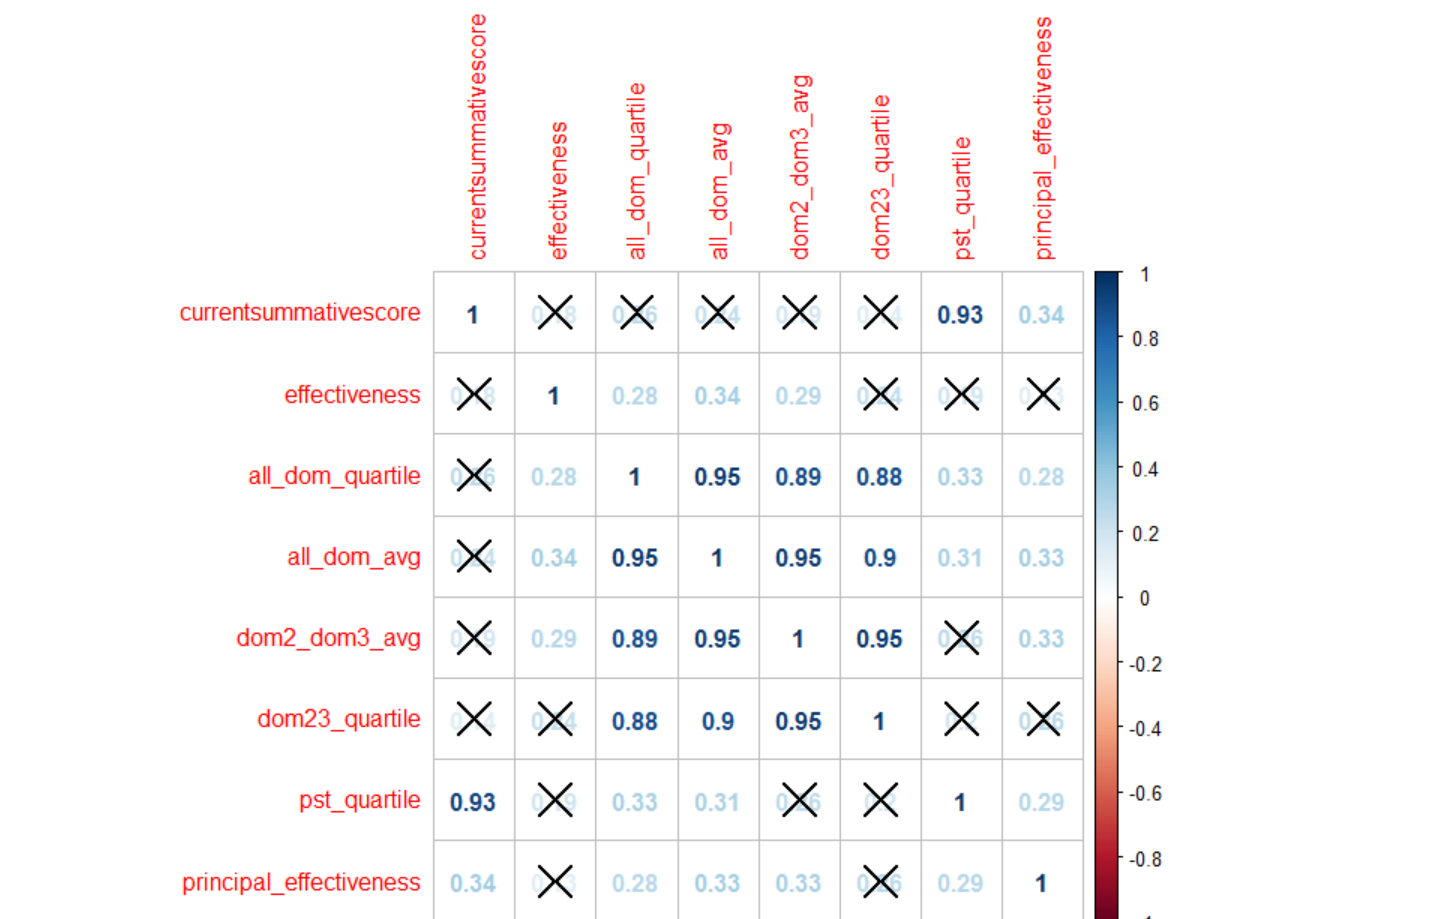 currentsummativescore
effectiveness
all_dom_quartile
all_dom_avg
dom2_dom3_avg
dom23_quartile
pst_quartile
principal_effectiveness
currentsummativescore 1 0.93 0.34
effectiveness 1 0.28 0.34 0.29
all_dom_quartile 0.28 1 0.95 0.89 0.88 0.33 0.28
all_dom_avg 0.34 0.95 1 0.95 0.9 0.31 0.33
dom2_dom3_avg 0.29 0.89 0.95 1 0.95 0.33
dom23_quartile 0.88 0.9 0.95 1
pst_quartile 0.93 0.33 0.31 1 0.29
principal_effectiveness 0.34 0.28 0.33 0.33 0.29 1
1
0.8
0.6
0.4
0.2
0
-0.2
-0.4
-0.6
-0.8